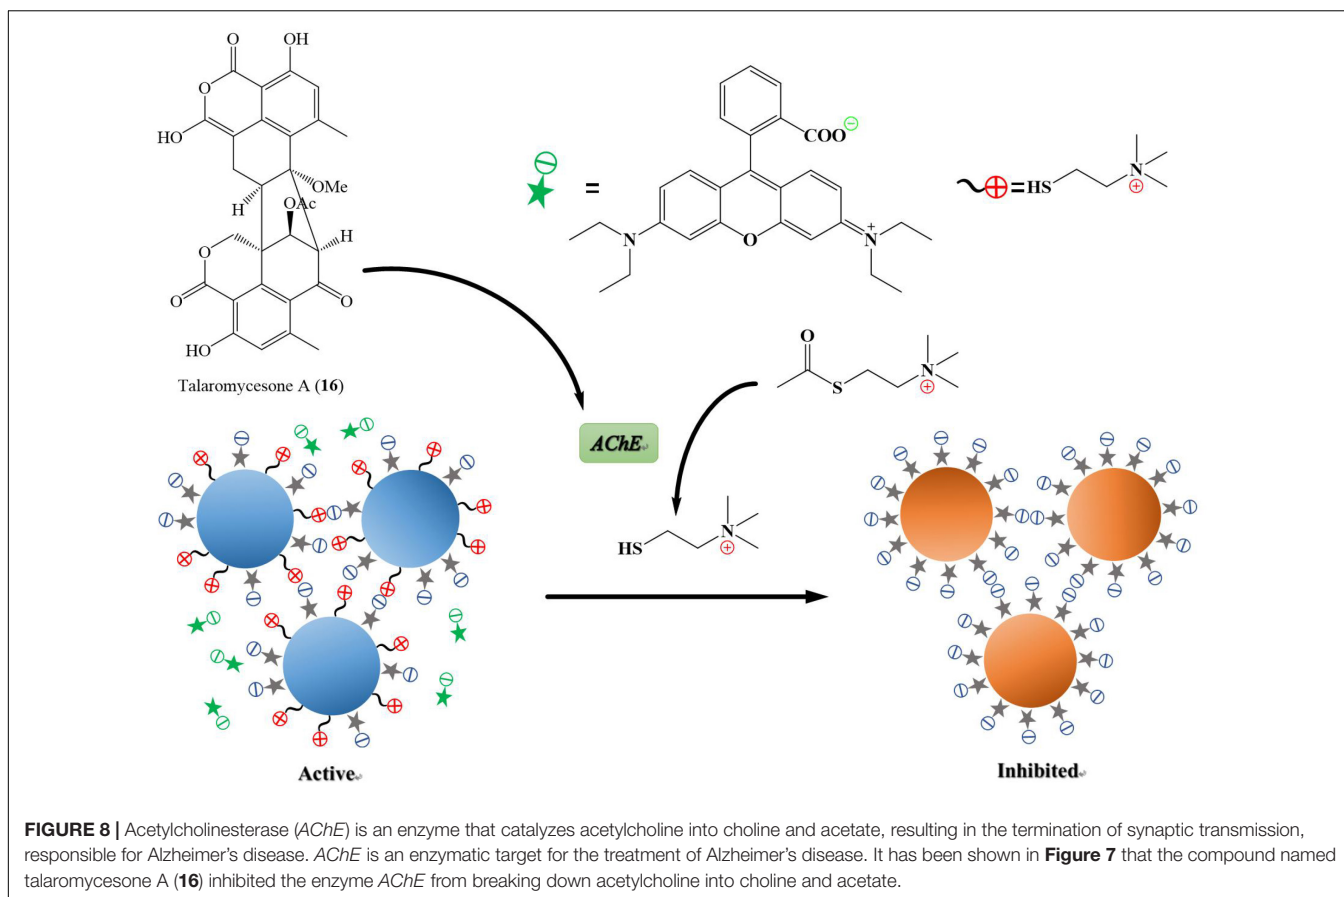 O
OH
O
HO
OMe
H
OAc
H
O
O
O
HO
Talaromycesone A (16)
=
COO⊖
N
O
N
+
=HS
N
⊕
O
S
N
⊕
AChE
HS
N
⊕
Active
Inhibited
FIGURE 8 | Acetylcholinesterase (AChE) is an enzyme that catalyzes acetylcholine into choline and acetate, resulting in the termination of synaptic transmission,
responsible for Alzheimer's disease. AChE is an enzymatic target for the treatment of Alzheimer's disease. It has been shown in Figure 7 that the compound named
talaromycesone A (16) inhibited the enzyme AChE from breaking down acetylcholine into choline and acetate.